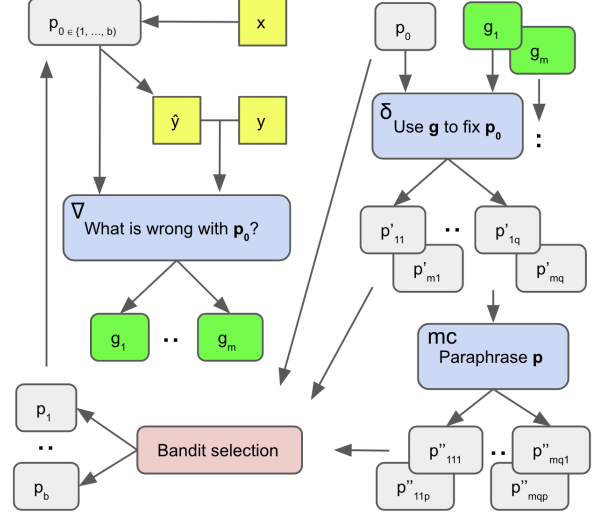 p0 ∈ {1, …, b)
x
ŷ
y
∇
What is wrong with p0?
g1
..
gm
p0
g1
gm
δ
Use g to fix p0
:
p'11
..
p'1q
p'm1
p'mq
mc
Paraphrase p
p''111
..
p''mq1
p''11p
p''mqp
Bandit selection
p1
..
pb